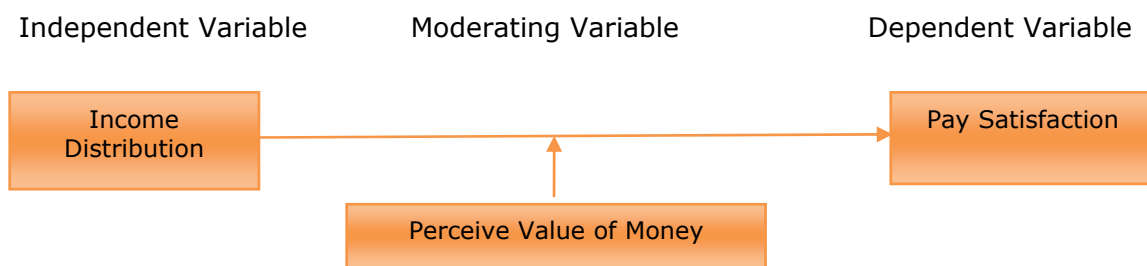 Independent Variable
Moderating Variable
Dependent Variable
Income
Distribution
Pay Satisfaction
Perceive Value of Money